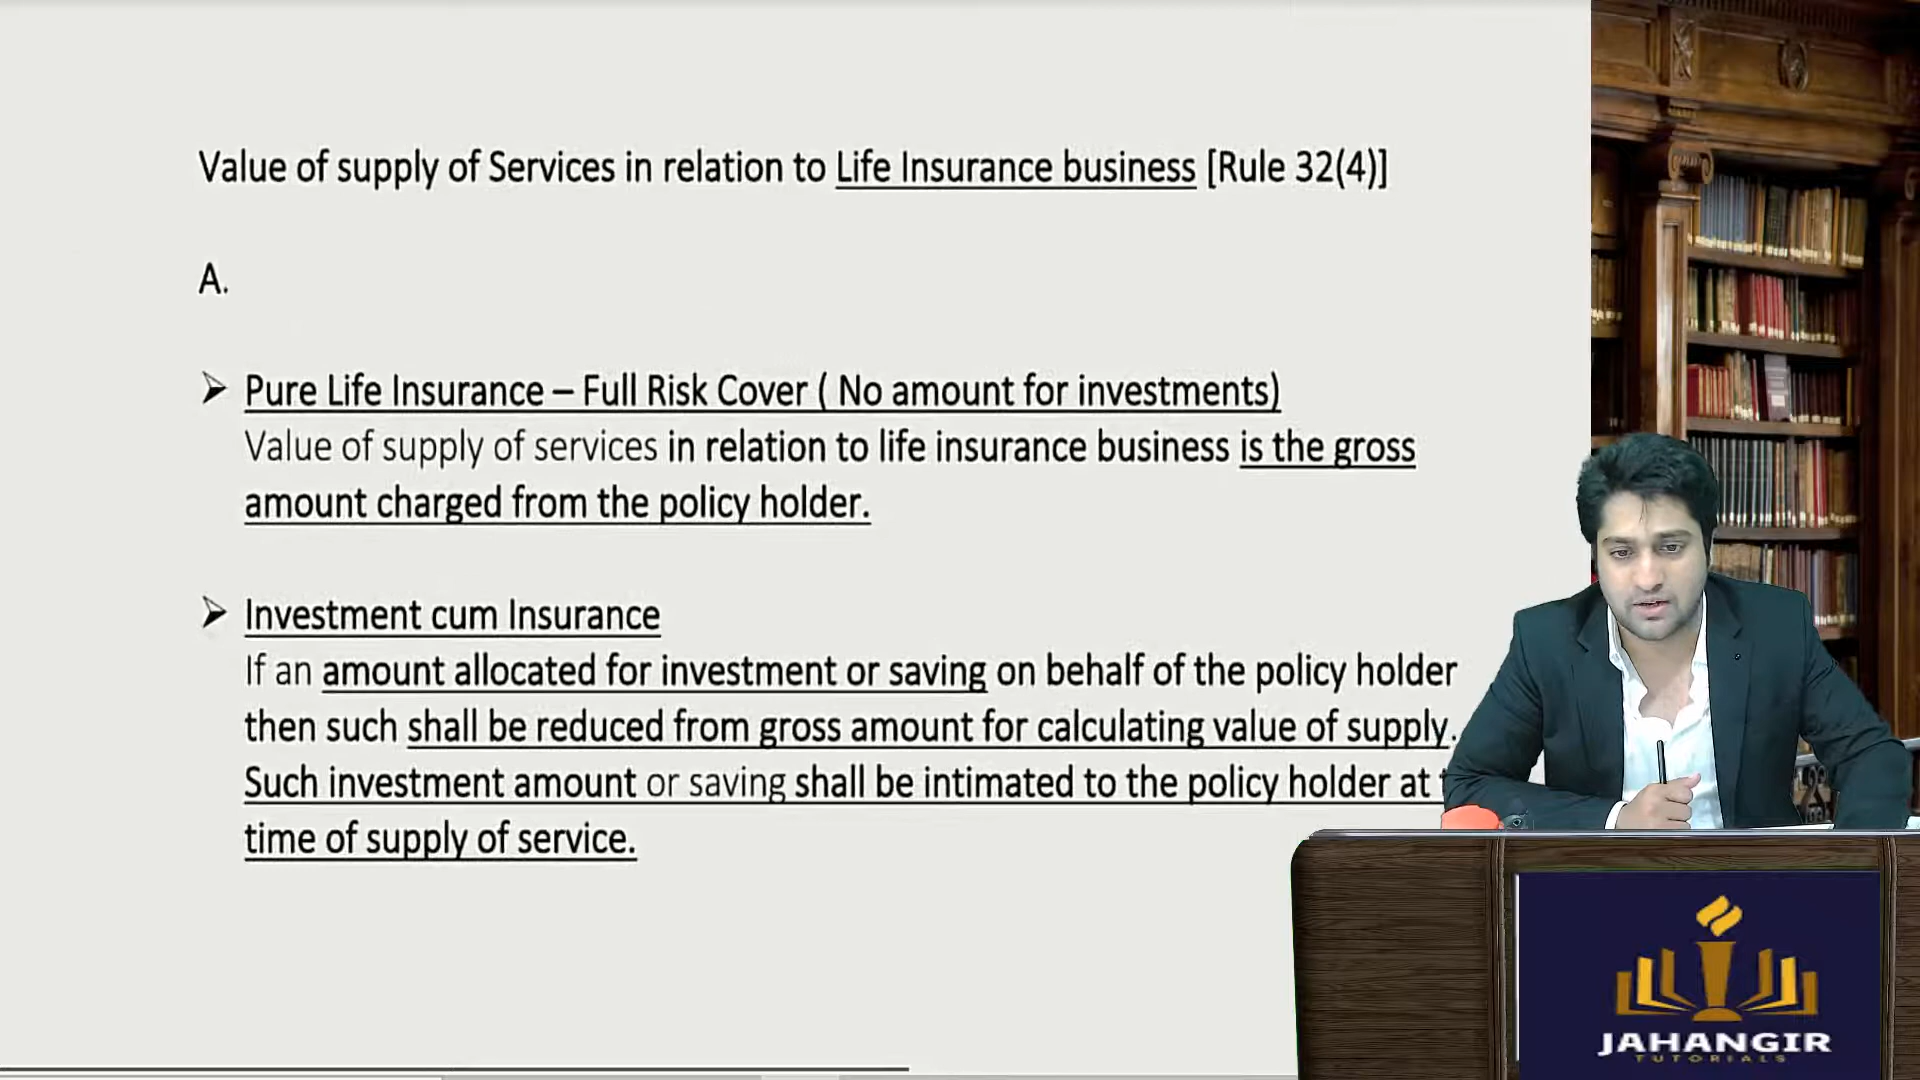 Value of supply of Services in relation to Life Insurance business [Rule 32(4)]
A.
➢ Pure Life Insurance – Full Risk Cover ( No amount for investments)
Value of supply of services in relation to life insurance business is the gross
amount charged from the policy holder.
➢ Investment cum Insurance
If an amount allocated for investment or saving on behalf of the policy holder
then such shall be reduced from gross amount for calculating value of supply.
Such investment amount or saving shall be intimated to the policy holder at
time of supply of service.
JAHANGIR
TUTORIALS